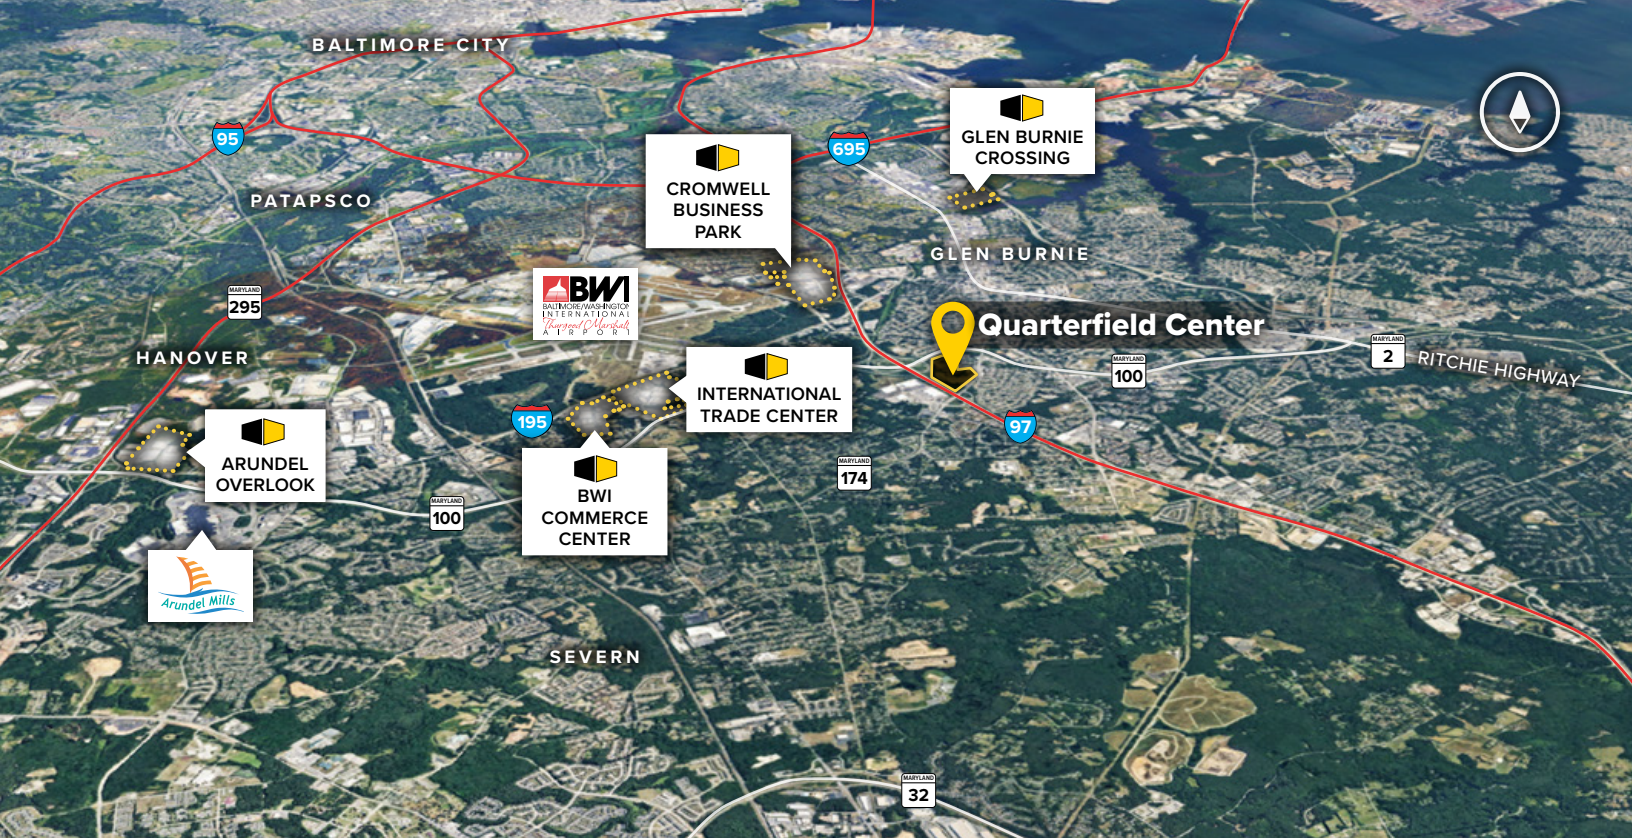 BALTIMORE CITY
95
695
GLEN BURNIE
CROSSING
CROMWELL
BUSINESS
PARK
PATAPSCO
GLEN BURNIE
MARYLAND
295
BWI
BALTIMORE/WASHINGTON
INTERNATIONAL
Thurgood Marshall
AIRPORT
Quarterfield Center
HANOVER
MARYLAND
2
RITCHIE HIGHWAY
MARYLAND
100
INTERNATIONAL
TRADE CENTER
195
97
ARUNDEL
OVERLOOK
MARYLAND
174
BWI
COMMERCE
CENTER
MARYLAND
100
Arundel Mills
SEVERN
MARYLAND
32